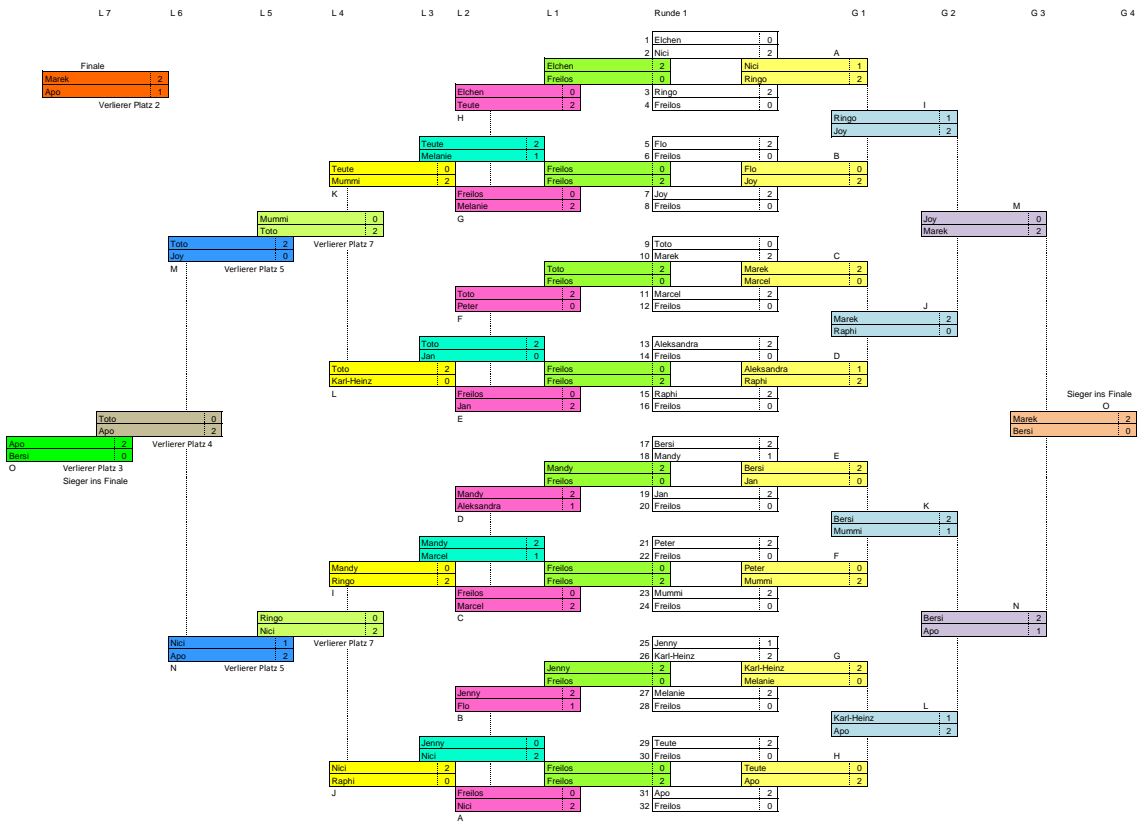 L 7 L 6 L 5 L 4 L 3 L 2 L 1 Runde 1 G 1 G 2 G 3 G 4
1 Elchen 0
2 Nici 2 A
Finale Elchen 2 Nici 1
Marek 2 Freilos 0 Ringo 2
Apo 1 Elchen 0 3 Ringo 2
Verlierer Platz 2 Teute 2 4 Freilos 0 I
H Ringo 1
Joy 2
Teute 2 5 Flo 2
Melanie 1 6 Freilos 0 B
Teute 0 Freilos 0 Flo 0
Mummi 2 Freilos 2 Joy 2
K Freilos 0 7 Joy 2
Melanie 2 8 Freilos 0 M
Mummi 0 G Joy 0
Toto 2 Marek 2
Toto 2 Verlierer Platz 7 9 Toto 0
Joy 0 10 Marek 2 C
M Verlierer Platz 5 Toto 2 Marek 2
Freilos 0 Marcel 0
Toto 2 11 Marcel 2
Peter 0 12 Freilos 0 J
F Marek 2
Raphi 0
Toto 2 13 Aleksandra 2
Jan 0 14 Freilos 0 D
Toto 2 Freilos 0 Aleksandra 1
Karl-Heinz 0 Freilos 2 Raphi 2
L Freilos 0 15 Raphi 2 Sieger ins Finale
Jan 2 16 Freilos 0 O
Toto 0 E Marek 2
Apo 2 Bersi 0
Apo 2 Verlierer Platz 4 17 Bersi 2
Bersi 0 18 Mandy 1 E
O Verlierer Platz 3 Mandy 2 Bersi 2
Sieger ins Finale Freilos 0 Jan 0
Mandy 2 19 Jan 2
Aleksandra 1 20 Freilos 0 K
D Bersi 2
Mummi 1
Mandy 2 21 Peter 2
Marcel 1 22 Freilos 0 F
Mandy 0 Freilos 0 Peter 0
Ringo 2 Freilos 2 Mummi 2
I Freilos 0 23 Mummi 2
Marcel 2 24 Freilos 0 N
Ringo 0 C Bersi 2
Nici 2 Apo 1
Nici 1 Verlierer Platz 7 25 Jenny 1
Apo 2 26 Karl-Heinz 2 G
N Verlierer Platz 5 Jenny 2 Karl-Heinz 2
Freilos 0 Melanie 0
Jenny 2 27 Melanie 2
Flo 1 28 Freilos 0 L
B Karl-Heinz 1
Apo 2
Jenny 0 29 Teute 2
Nici 2 30 Freilos 0 H
Nici 2 Freilos 0 Teute 0
Raphi 0 Freilos 2 Apo 2
J Freilos 0 31 Apo 2
Nici 2 32 Freilos 0
A